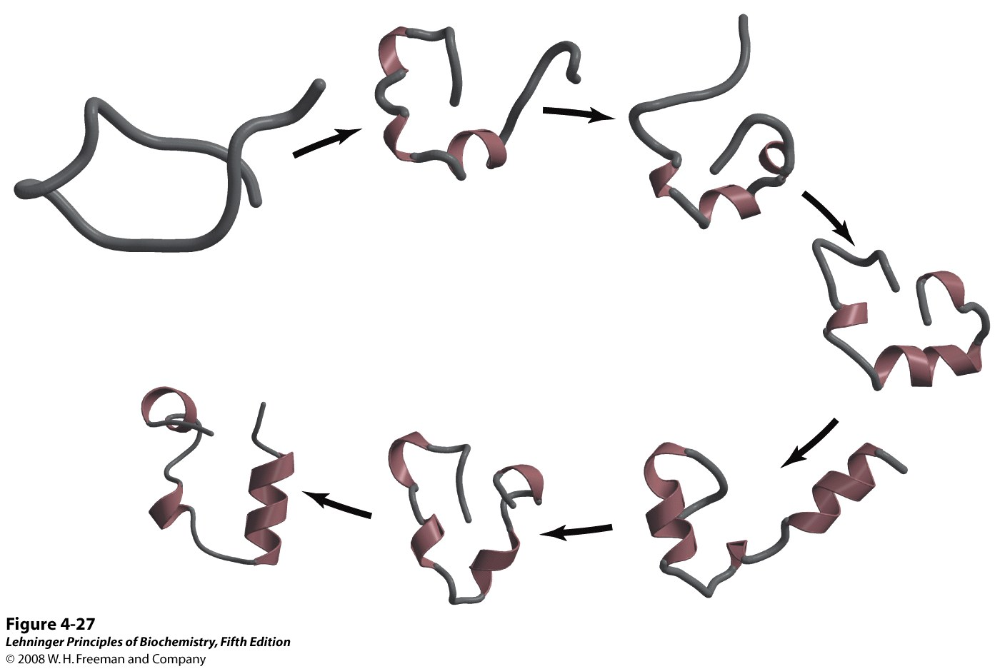 Figure 4-27
Lehninger Principles of Biochemistry, Fifth Edition
© 2008 W. H. Freeman and Company